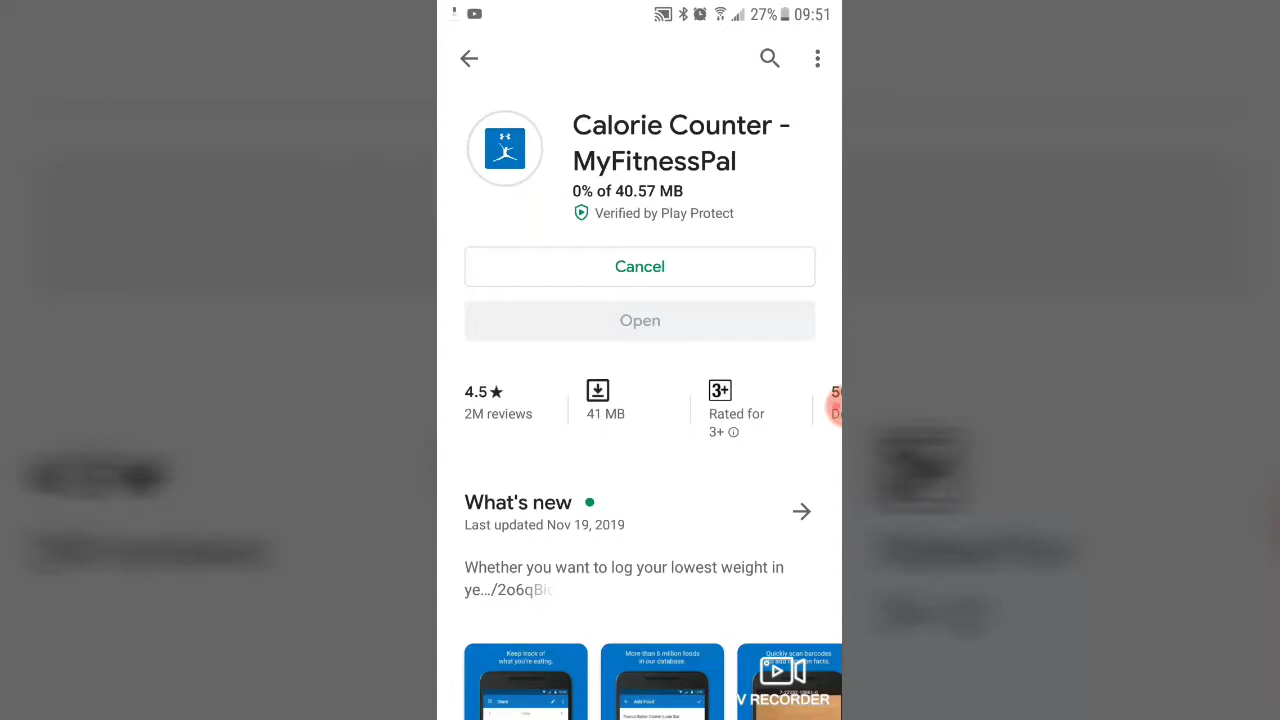 27% 09:51
Calorie Counter -
MyFitnessPal
0% of 40.57 MB
Verified by Play Protect
Cancel
Open
4.5★
2M reviews
41 MB
3+
Rated for
3+
What's new
Last updated Nov 19, 2019
Whether you want to log your lowest weight in
ye.../2o6qBi
Keep track of
what you're eating.
More than 6 million foods
in our database.
Quickly scan barcodes
Add Food
V RECORDER